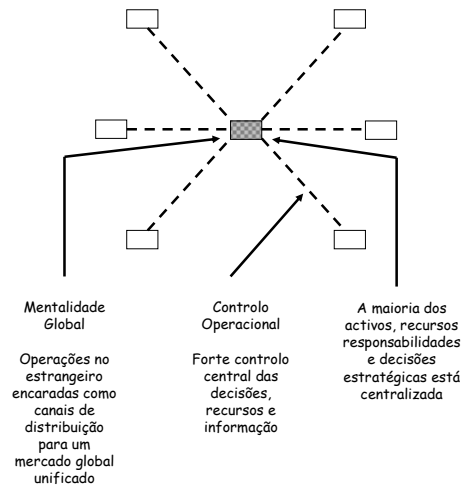 Mentalidade
Global
Operações no
estrangeiro
encaradas como
canais de
distribuição
para um
mercado global
unificado
Controlo
Operacional
Forte controlo
central das
decisões,
recursos e
informação
A maioria dos
activos, recursos
responsabilidades
e decisões
estratégicas está
centralizada